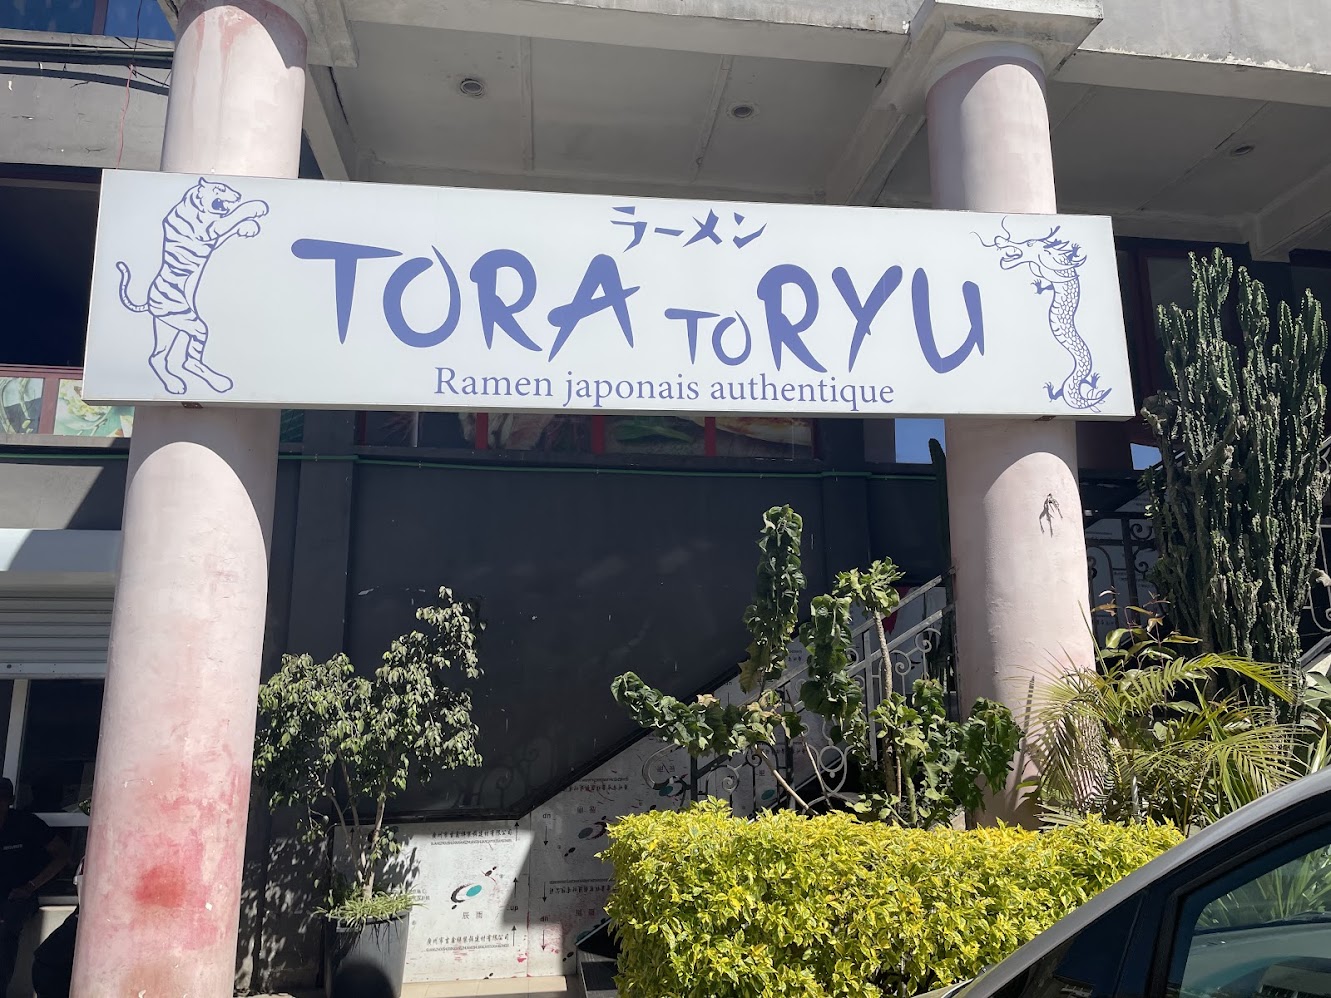 ラーメン
TORA TO RYU
Ramen japonais authentique